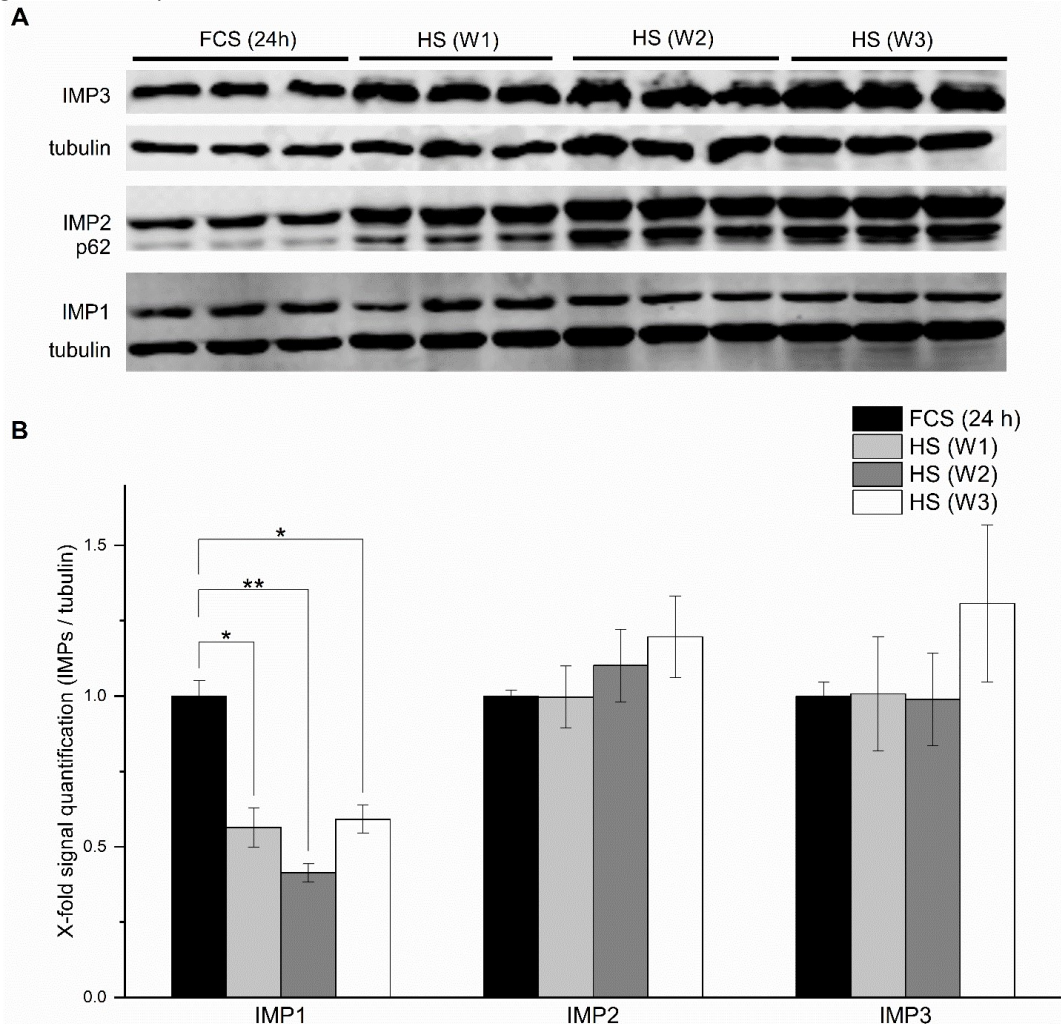 A
FCS (24h) HS (W1) HS (W2) HS (W3)
IMP3
tubulin
IMP2
p62
IMP1
tubulin
B
FCS (24 h)
HS (W1)
HS (W2)
HS (W3)
X-fold signal quantification (IMPs / tubulin)
1.5
1.0
0.5
0.0
*
**
*
IMP1 IMP2 IMP3